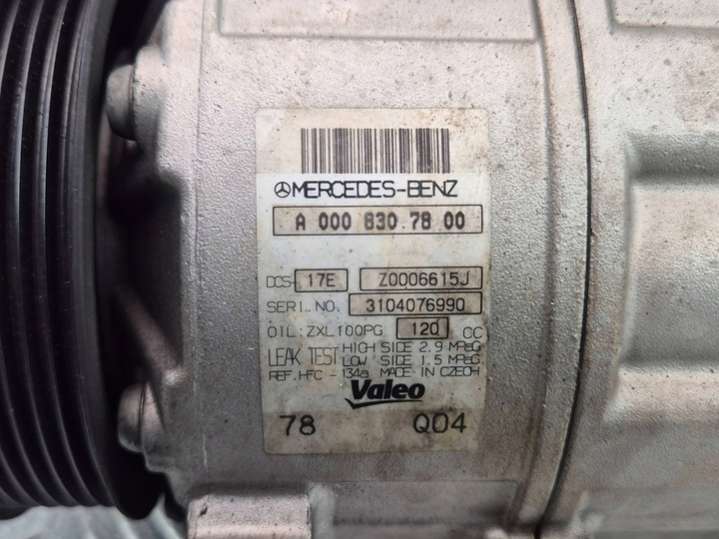 MERCEDES-BENZ
A 000 830 78 00
DCS-17E Z0006615J
SERI.NO. 3104076990
OIL:ZXL100PG 120 CC
LEAK TEST HIGH SIDE 2.9 MPaG
LOW SIDE 1.5 MPaG
REF.HFC-134a MADE IN CZECH
Valeo
78 Q04